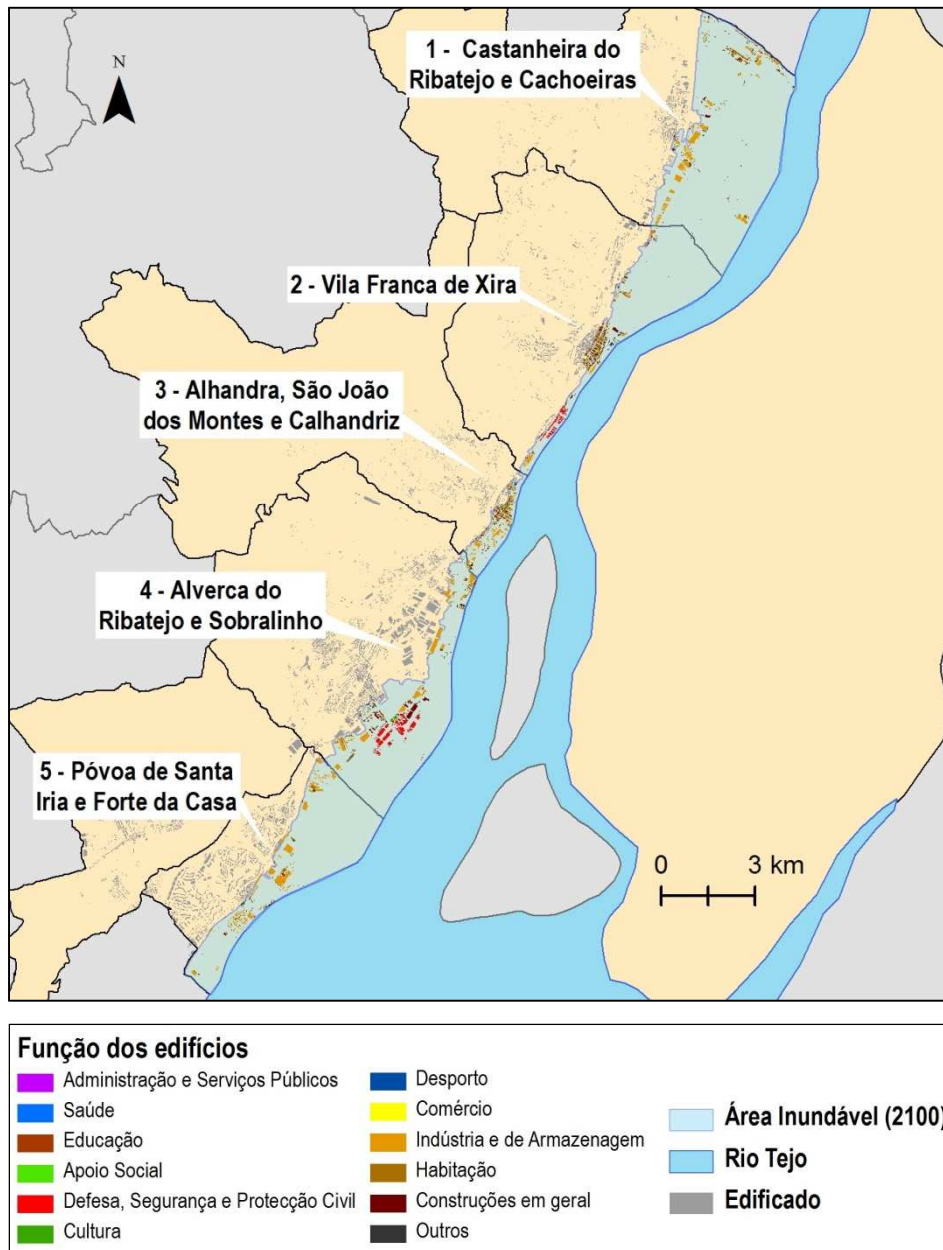 1 - Castanheira do
Ribatejo e Cachoeiras
N
2 - Vila Franca de Xira
3 - Alhandra, São João
dos Montes e Calhandriz
4 - Alverca do
Ribatejo e Sobralinho
5 - Póvoa de Santa
Iria e Forte da Casa
0 3 km
Função dos edifícios
Administração e Serviços Públicos
Saúde
Educação
Apoio Social
Defesa, Segurança e Protecção Civil
Cultura
Desporto
Comércio
Indústria e de Armazenagem
Habitação
Construções em geral
Outros
Área Inundável (2100)
Rio Tejo
Edificado